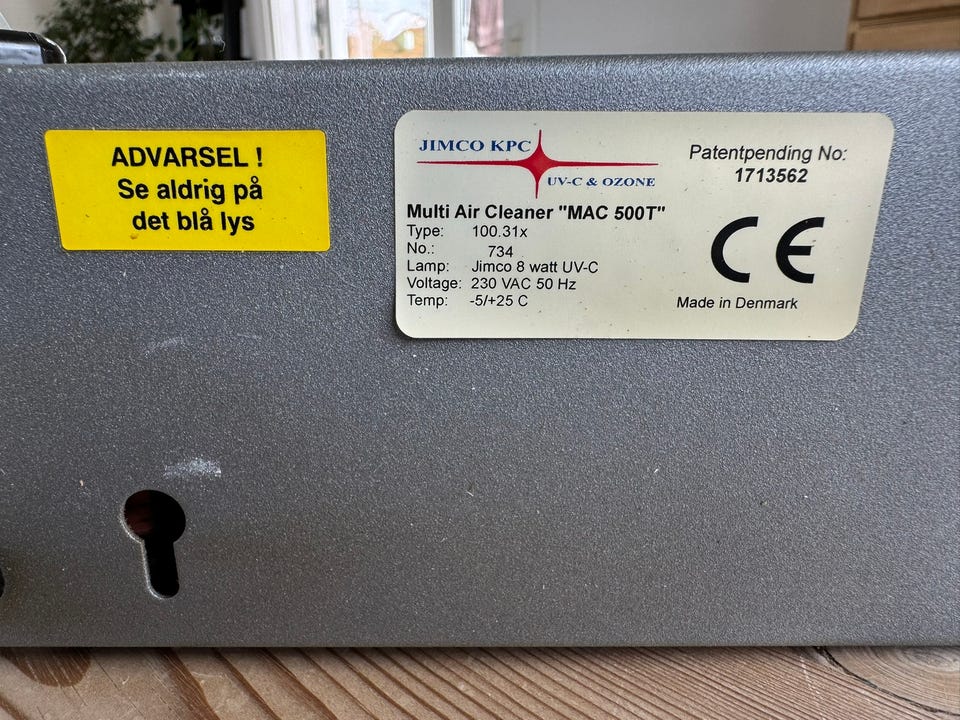 ADVARSEL !
Se aldrig på
det blå lys
JIMCO KPC
UV-C & OZONE
Patentpending No:
1713562
Multi Air Cleaner "MAC 500T"
Type: 100.31x
No.: 734
Lamp: Jimco 8 watt UV-C
Voltage: 230 VAC 50 Hz
Temp: -5/+25 C
CE
Made in Denmark